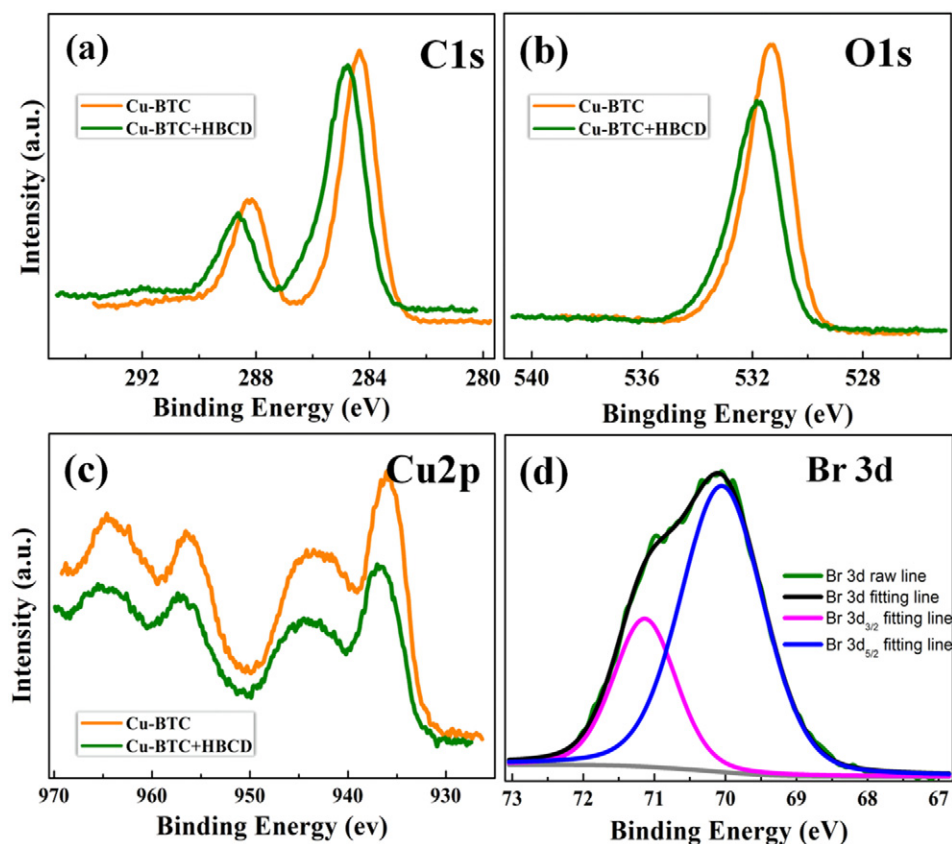 (a)
C1s
Cu-BTC
Cu-BTC+HBCD
Intensity (a.u.)
292
288
284
280
Binding Energy (eV)
(b)
O1s
Cu-BTC
Cu-BTC+HBCD
540
536
532
528
Bingding Energy (eV)
(c)
Cu2p
Cu-BTC
Cu-BTC+HBCD
Intensity (a.u.)
970
960
950
940
930
Binding Energy (ev)
(d)
Br 3d
Br 3d raw line
Br 3d fitting line
Br 3d3/2 fitting line
Br 3d5/2 fitting line
73
72
71
70
69
68
67
Binding Energy (eV)